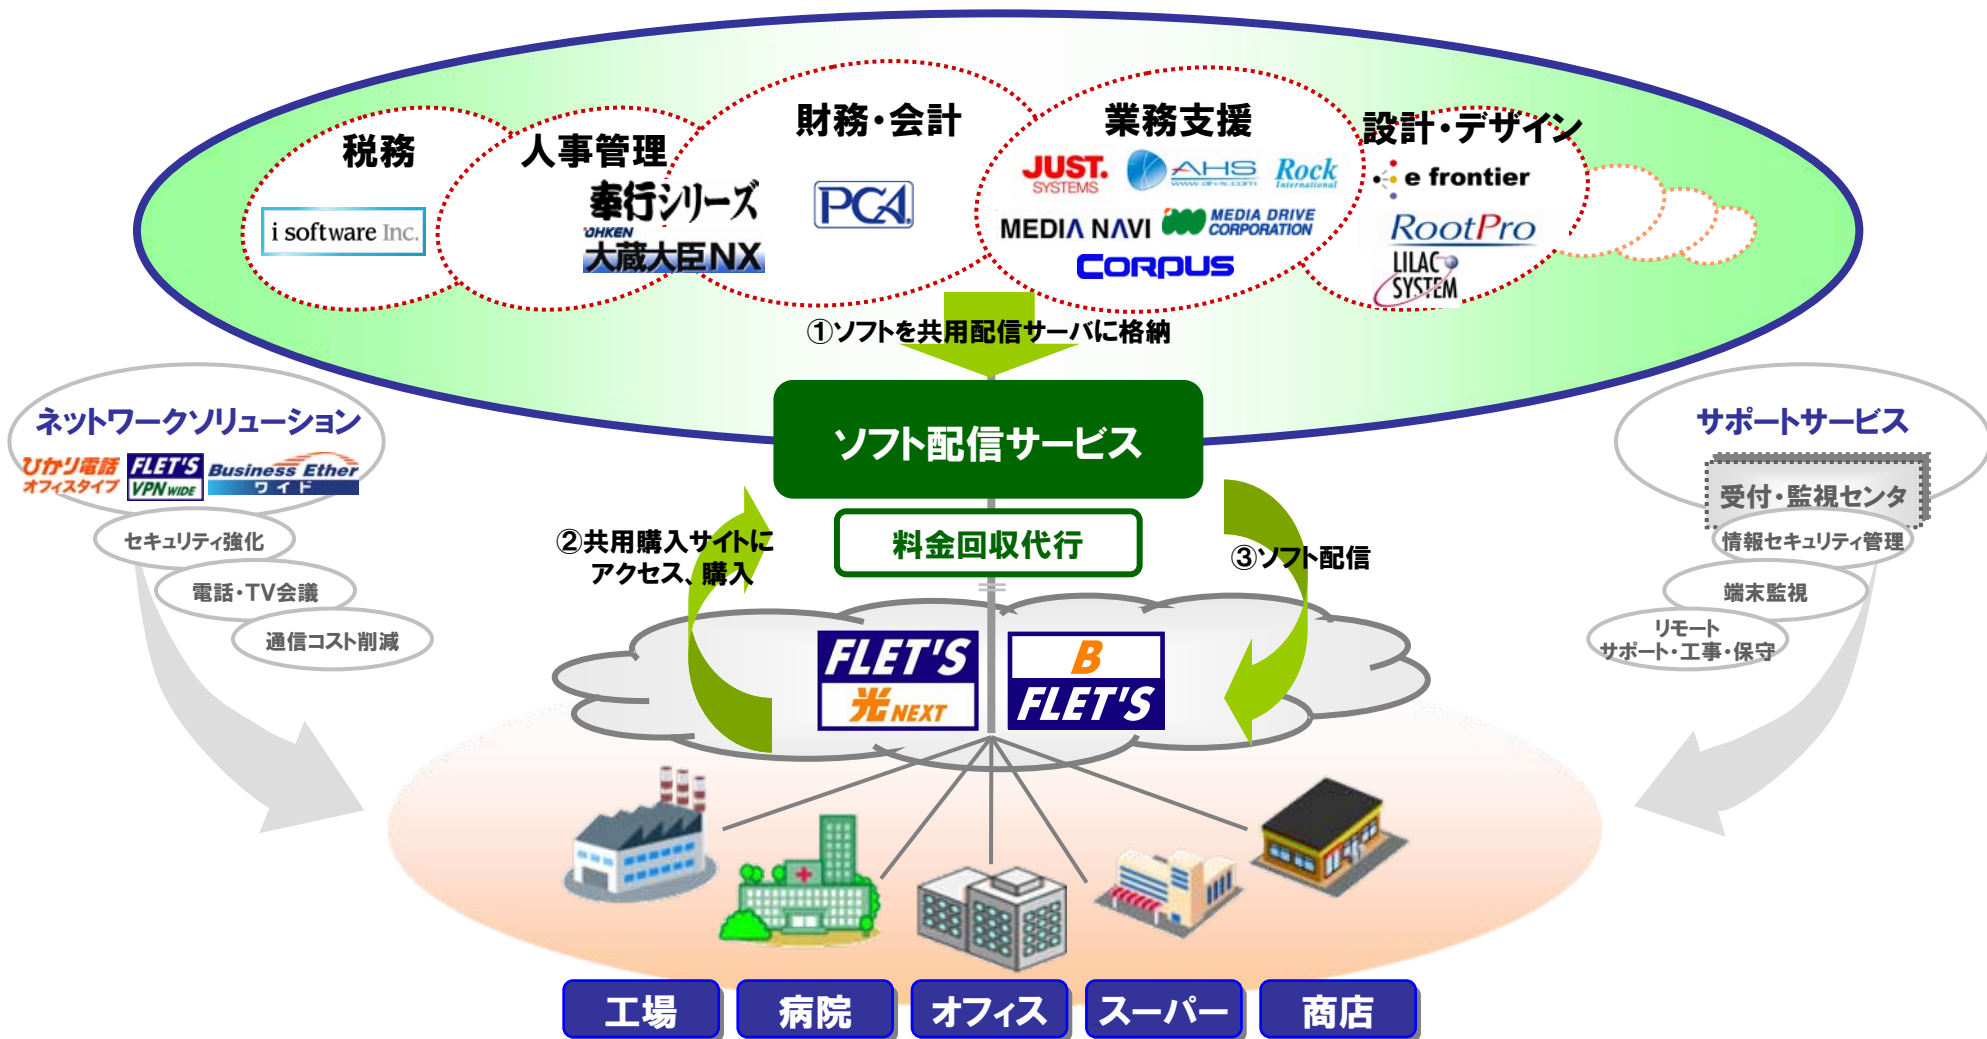 税務
人事管理
財務・会計
業務支援
設計・デザイン
i software Inc.
奉行シリーズ
OHKEN
大蔵大臣NX
PCA
JUST.
SYSTEMS
AHS
www.ah-s.com
Rock
International
MEDIA NAVI
MEDIA DRIVE
CORPORATION
CORPUS
e frontier
RootPro
LILAC
SYSTEM
①ソフトを共用配信サーバに格納
ソフト配信サービス
料金回収代行
②共用購入サイトに
アクセス、購入
③ソフト配信
ネットワークソリューション
ひかり電話
オフィスタイプ
FLET'S
VPN WIDE
Business Ether
ワイド
セキュリティ強化
電話・TV会議
通信コスト削減
サポートサービス
受付・監視センタ
情報セキュリティ管理
端末監視
リモート
サポート・工事・保守
FLET'S
光 NEXT
B
FLET'S
工場
病院
オフィス
スーパー
商店